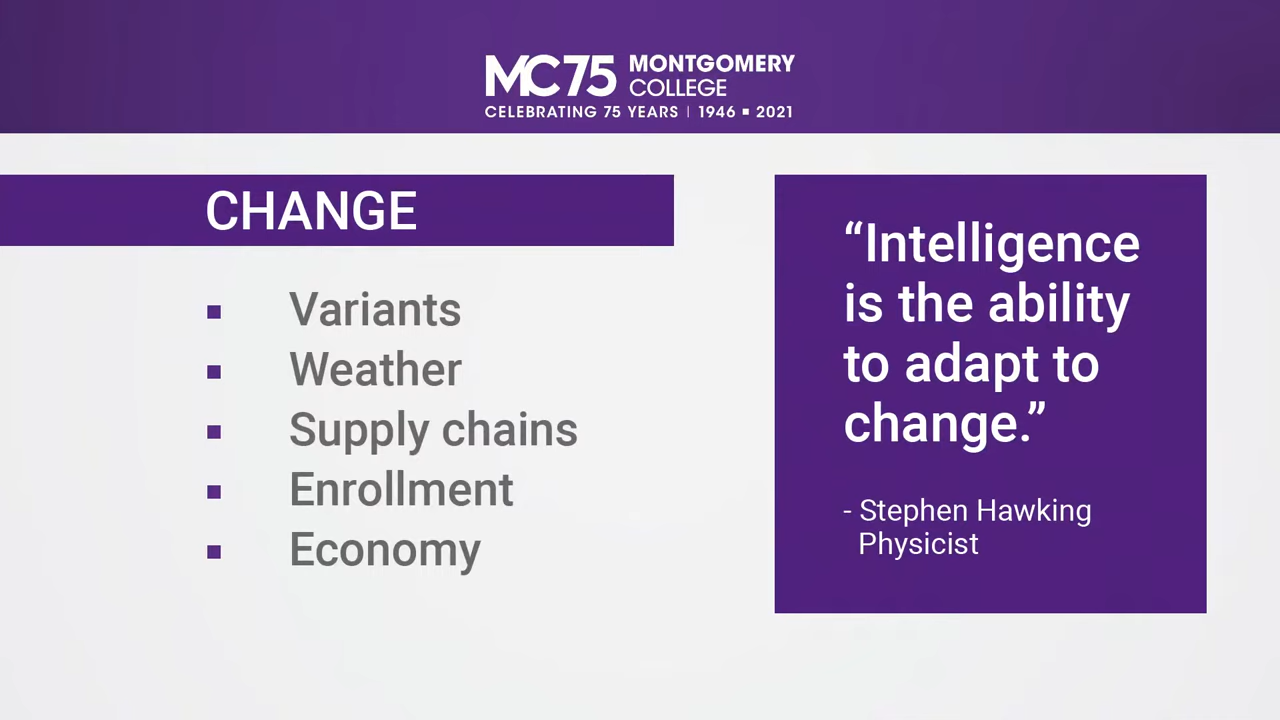 MC75 MONTGOMERY
COLLEGE
CELEBRATING 75 YEARS | 1946 ▪ 2021
CHANGE
▪ Variants
▪ Weather
▪ Supply chains
▪ Enrollment
▪ Economy
“Intelligence
is the ability
to adapt to
change.”
- Stephen Hawking
Physicist